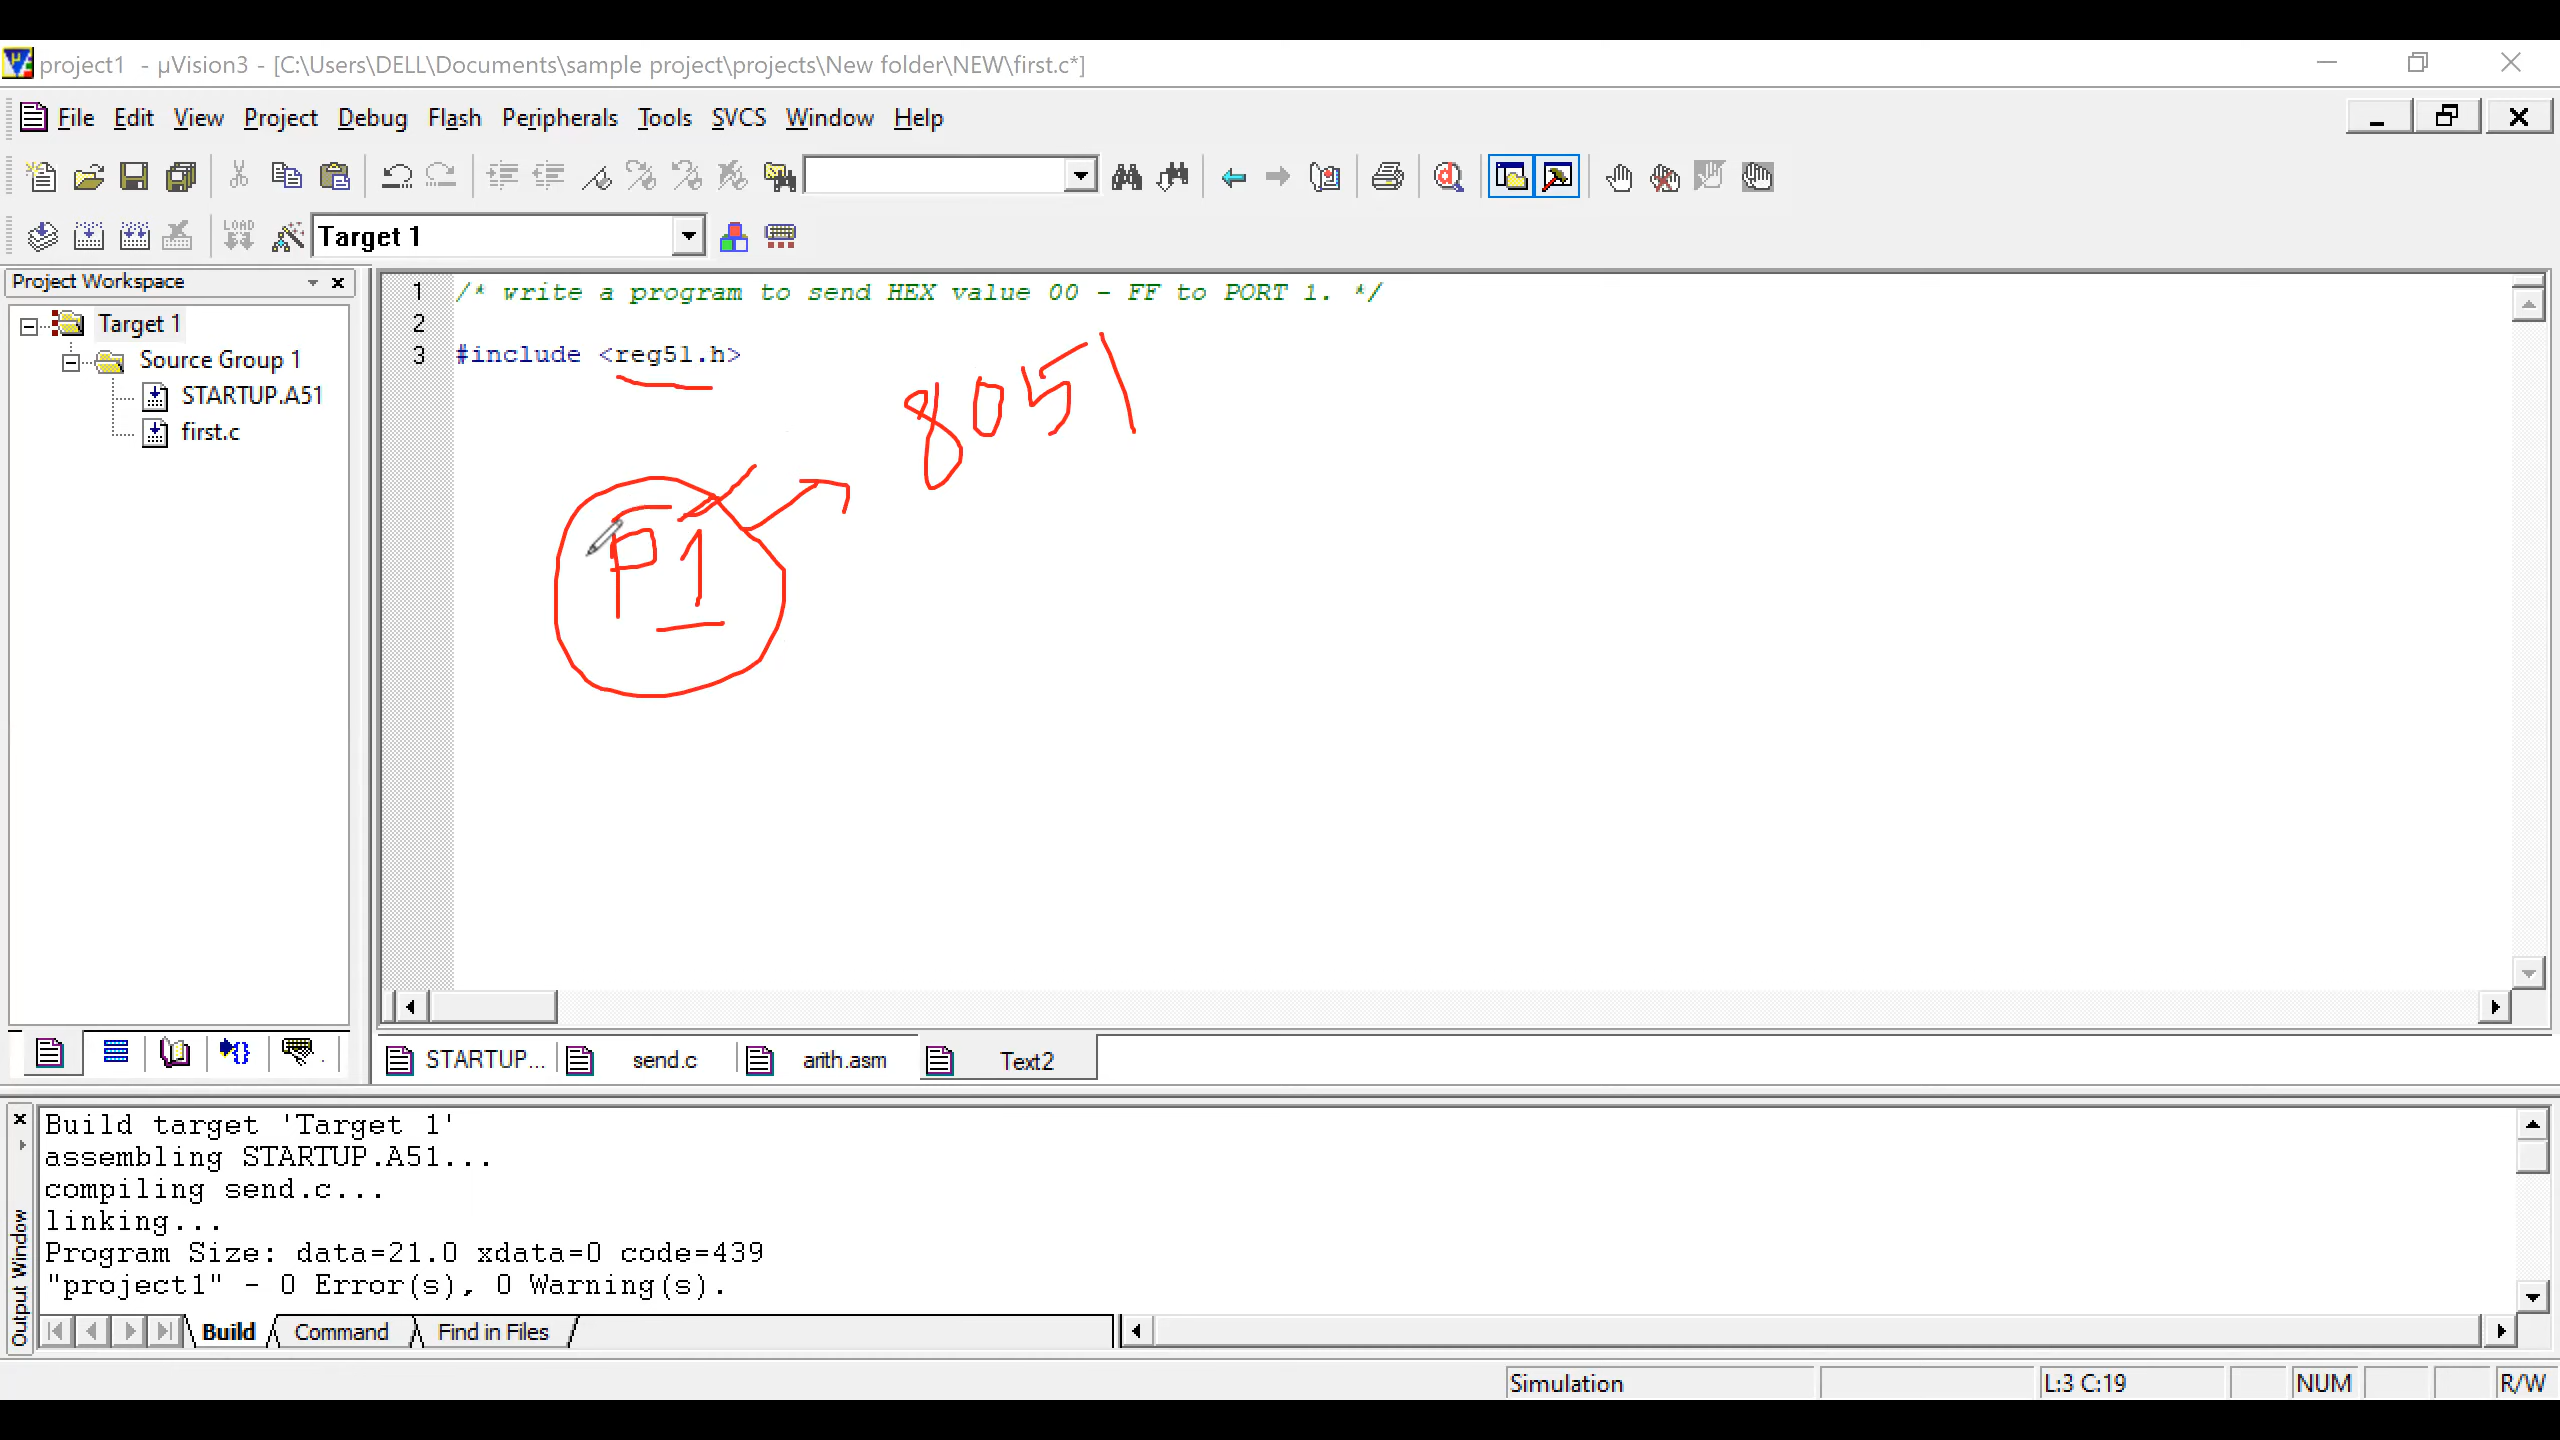 project1 - µVision3 - [C:\Users\DELL\Documents\sample project\projects\New folder\NEW\first.c*]
File Edit View Project Debug Flash Peripherals Tools SVCS Window Help
LOAD
Target 1
Project Workspace
Target 1
Source Group 1
STARTUP.A51
first.c
1 /* write a program to send HEX value 00 - FF to PORT 1. */
2
3 #include <reg51.h>
8051
P1
STARTUP... send.c arith.asm Text2
Output Window
Build target 'Target 1'
assembling STARTUP.A51...
compiling send.c...
linking...
Program Size: data=21.0 xdata=0 code=439
"project1" - 0 Error(s), 0 Warning(s).
Build Command Find in Files
Simulation L:3 C:19 NUM R/W